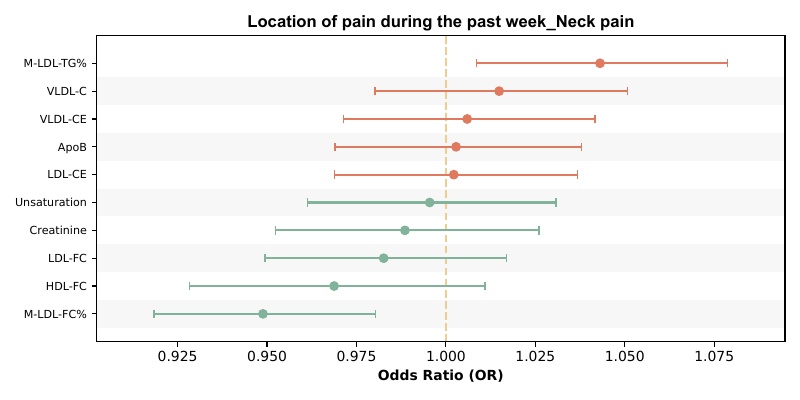 Location of pain during the past week_Neck pain
M-LDL-TG%
VLDL-C
VLDL-CE
ApoB
LDL-CE
Unsaturation
Creatinine
LDL-FC
HDL-FC
M-LDL-FC%
0.925 0.950 0.975 1.000 1.025 1.050 1.075
Odds Ratio (OR)